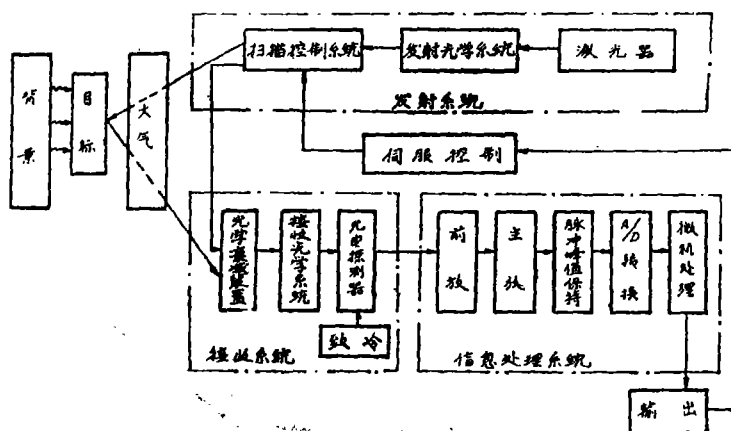 扫描控制系统
发射光学系统
激光器
发射系统
背景
目标
大气
伺服控制
光学衰减装置
接收光学系统
光电探测器
致冷
接收系统
前放
主放
脉冲峰值保持
A/D转换
微机处理
信息处理系统
输出